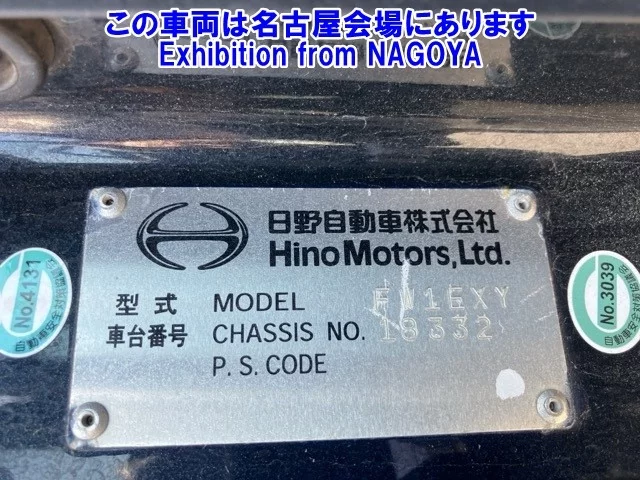 この車両は名古屋会場にあります
Exhibition from NAGOYA
日野自動車株式会社
Hino Motors, Ltd.
型式 MODEL FW1EXY
車台番号 CHASSIS NO. 18332
P. S. CODE
No.4131
No.3039